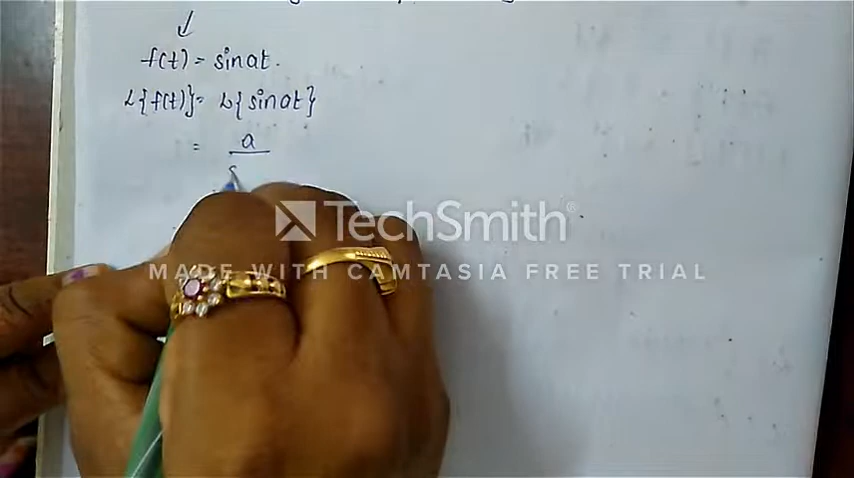 ↙
f(t) = sinat.
L{f(t)} = L{sinat}
= a
s
TechSmith®
MADE WITH CAMTASIA FREE TRIAL